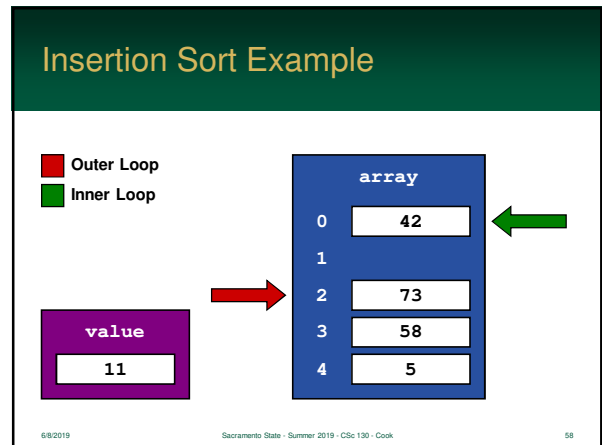 Insertion Sort Example
Outer Loop
Inner Loop
array
0 42
1
2 73
3 58
4 5
value
11
6/8/2019 Sacramento State - Summer 2019 - CSc 130 - Cook 58